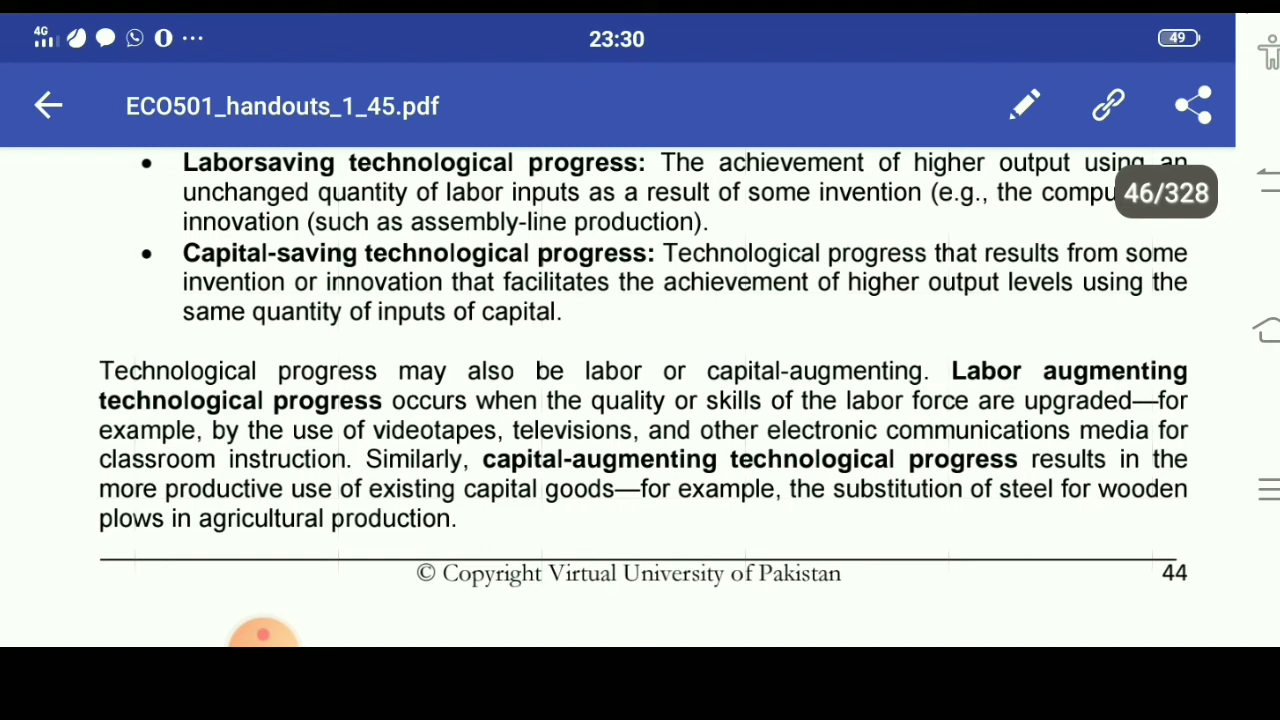 4G
23:30
49
ECO501_handouts_1_45.pdf
• Laborsaving technological progress: The achievement of higher output using an
unchanged quantity of labor inputs as a result of some invention (e.g., the compu
46/328
innovation (such as assembly-line production).
• Capital-saving technological progress: Technological progress that results from some
invention or innovation that facilitates the achievement of higher output levels using the
same quantity of inputs of capital.
Technological progress may also be labor or capital-augmenting. Labor augmenting
technological progress occurs when the quality or skills of the labor force are upgraded—for
example, by the use of videotapes, televisions, and other electronic communications media for
classroom instruction. Similarly, capital-augmenting technological progress results in the
more productive use of existing capital goods—for example, the substitution of steel for wooden
plows in agricultural production.
© Copyright Virtual University of Pakistan
44